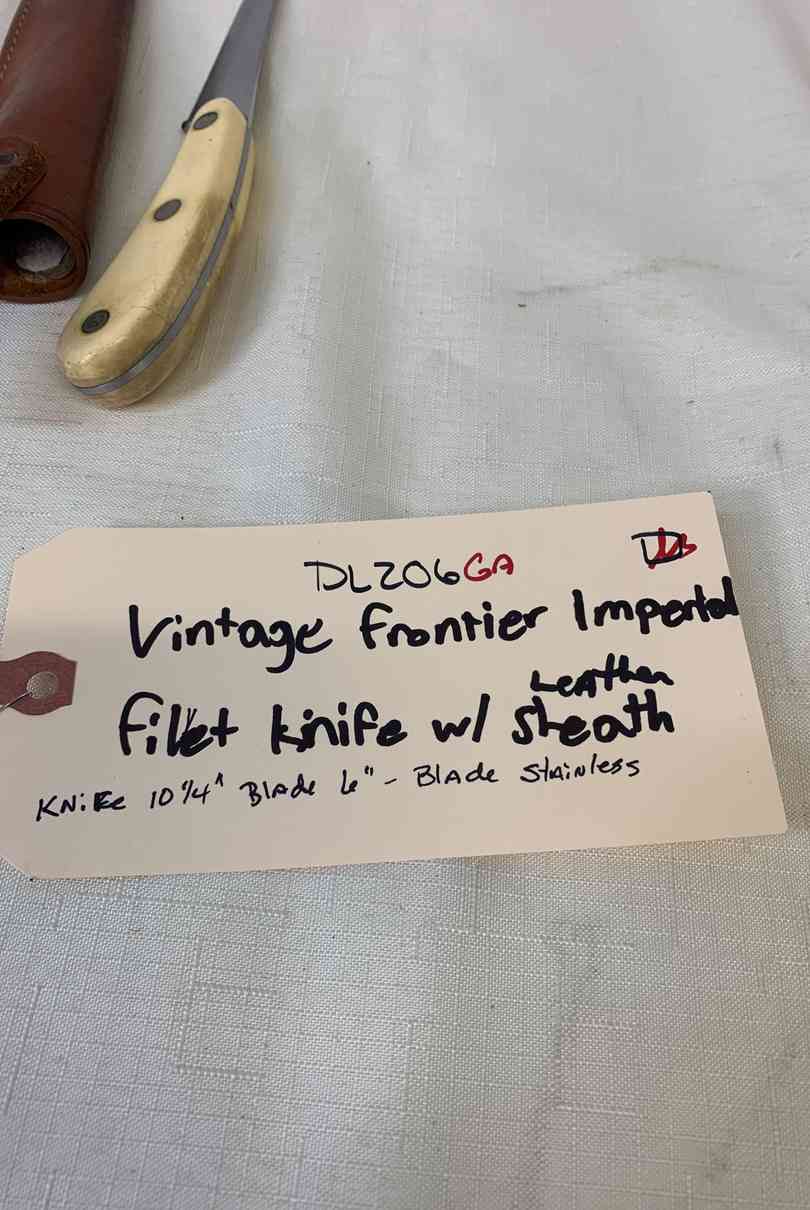 DL206GA
Vintage Frontier Imperial
Leather
Filet knife w/ Sheath
KNiFe 10 1/4" Blade 6" - Blade Stainless